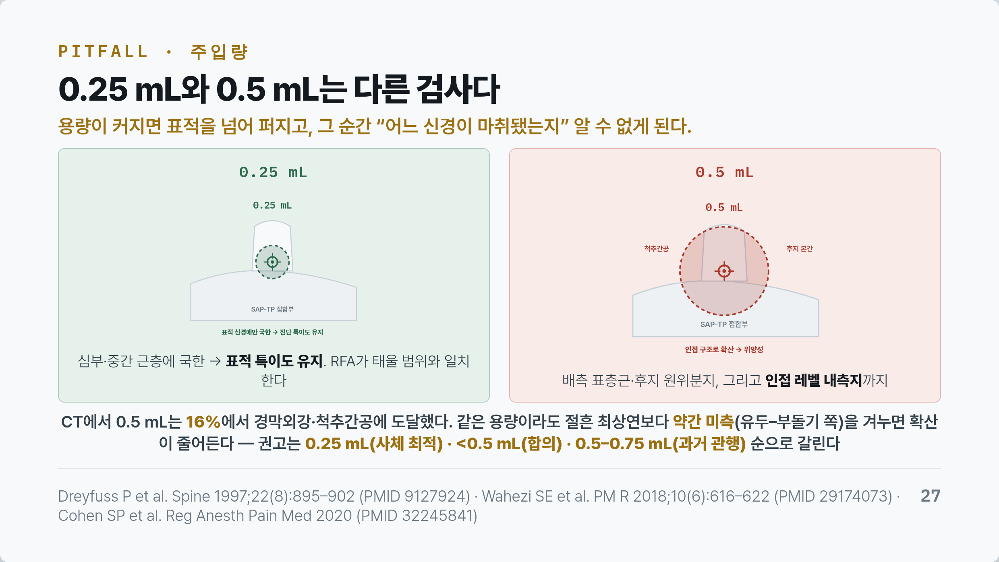 PITFALL · 주입량
0.25 mL와 0.5 mL는 다른 검사다
용량이 커지면 표적을 넘어 퍼지고, 그 순간 “어느 신경이 마취됐는지” 알 수 없게 된다.
0.25 mL
0.25 mL
SAP-TP 접합부
표적 신경에만 국한 → 진단 특이도 유지
심부·중간 근층에 국한 → 표적 특이도 유지. RFA가 태울 범위와 일치
한다
0.5 mL
0.5 mL
척추간공
후지 본간
SAP-TP 접합부
인접 구조로 확산 → 위양성
배측 표층근·후지 원위분지, 그리고 인접 레벨 내측지까지
CT에서 0.5 mL는 16%에서 경막외강·척추간공에 도달했다. 같은 용량이라도 절흔 최상연보다 약간 미측(유두–부돌기 쪽)을 겨누면 확산
이 줄어든다 — 권고는 0.25 mL(사체 최적) · <0.5 mL(합의) · 0.5–0.75 mL(과거 관행) 순으로 갈린다
Dreyfuss P et al. Spine 1997;22(8):895–902 (PMID 9127924) · Wahezi SE et al. PM R 2018;10(6):616–622 (PMID 29174073) ·
Cohen SP et al. Reg Anesth Pain Med 2020 (PMID 32245841)
27